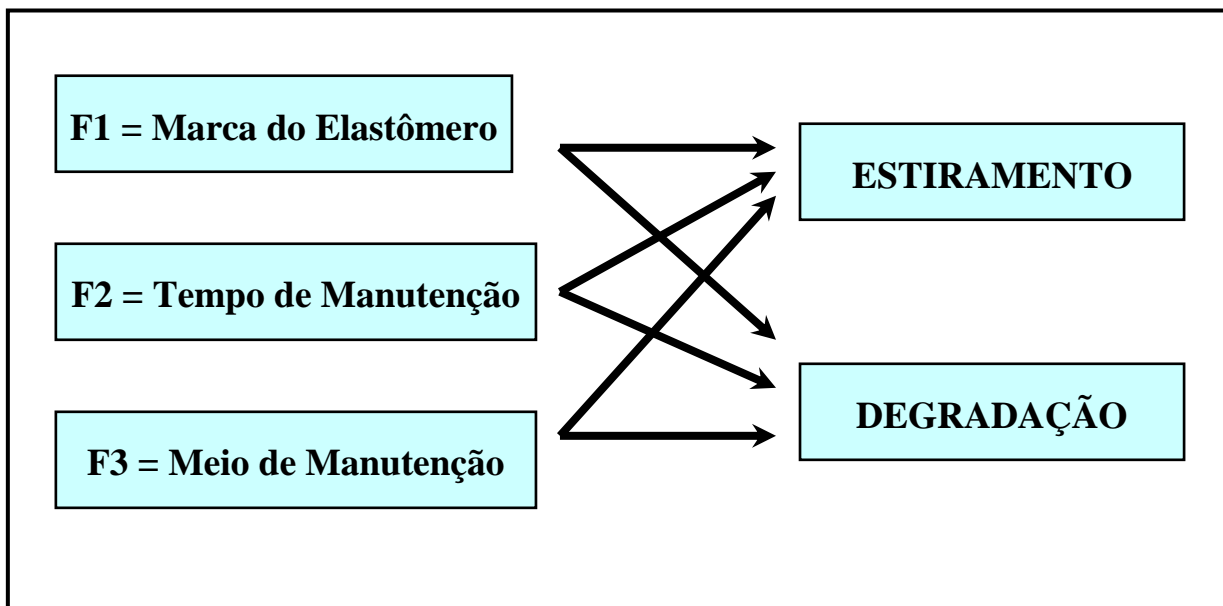 F1 = Marca do Elastômero
F2 = Tempo de Manutenção
F3 = Meio de Manutenção
ESTIRAMENTO
DEGRADAÇÃO